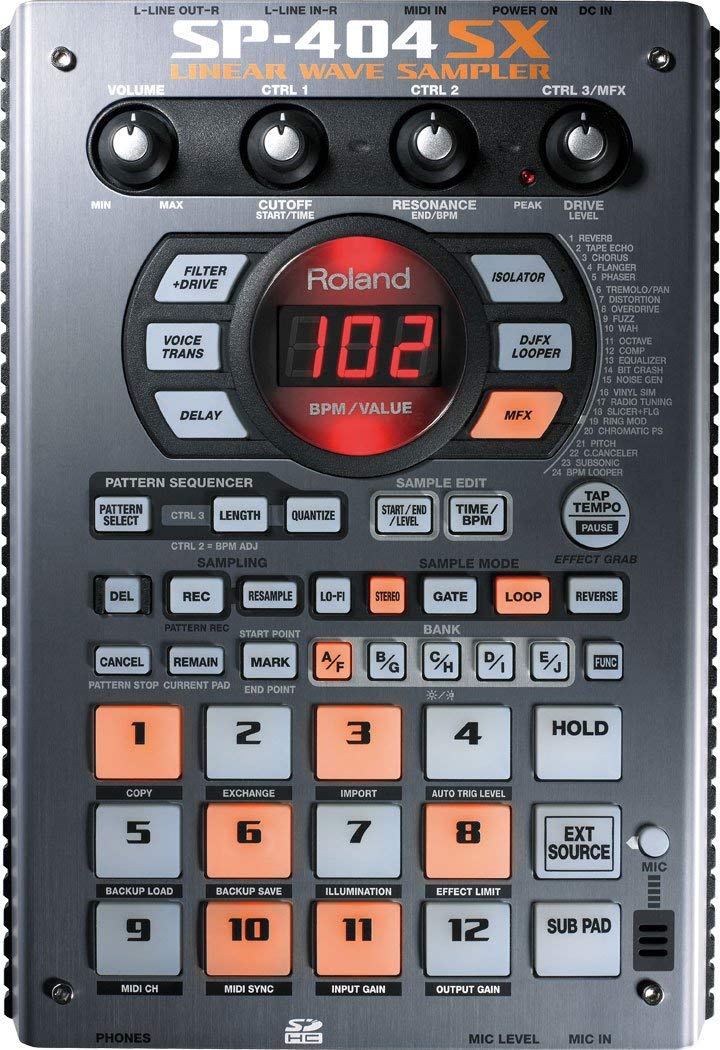 L-LINE OUT-R L-LINE IN-R MIDI IN POWER ON DC IN
SP-404SX
LINEAR WAVE SAMPLER
VOLUME CTRL 1 CTRL 2 CTRL 3/MFX
MIN MAX CUTOFF RESONANCE PEAK DRIVE
START/TIME END/BPM LEVEL
FILTER
+DRIVE
VOICE
TRANS
DELAY
Roland
102
BPM/VALUE
ISOLATOR
DJFX
LOOPER
MFX
1 REVERB
2 TAPE ECHO
3 CHORUS
4 FLANGER
5 PHASER
6 TREMOLO/PAN
7 DISTORTION
8 OVERDRIVE
9 FUZZ
10 WAH
11 OCTAVE
12 COMP
13 EQUALIZER
14 BIT CRASH
15 NOISE GEN
16 VINYL SIM
17 RADIO TUNING
18 SLICER+FLG
19 RING MOD
20 CHROMATIC PS
21 PITCH
22 C.CANCELER
23 SUBSONIC
24 BPM LOOPER
PATTERN SEQUENCER
PATTERN
SELECT
CTRL 3
LENGTH
QUANTIZE
CTRL 2 = BPM ADJ
SAMPLE EDIT
START/END
/LEVEL
TIME/
BPM
TAP
TEMPO
PAUSE
EFFECT GRAB
SAMPLING SAMPLE MODE
DEL REC RESAMPLE LO-FI STEREO GATE LOOP REVERSE
PATTERN REC START POINT BANK
CANCEL REMAIN MARK A/F B/G C/H D/I E/J FUNC
PATTERN STOP CURRENT PAD END POINT
1 2 3 4 HOLD
COPY EXCHANGE IMPORT AUTO TRIG LEVEL
5 6 7 8 EXT
SOURCE
MIC
BACKUP LOAD BACKUP SAVE ILLUMINATION EFFECT LIMIT
9 10 11 12 SUB PAD
MIDI CH MIDI SYNC INPUT GAIN OUTPUT GAIN
PHONES SD HC MIC LEVEL MIC IN